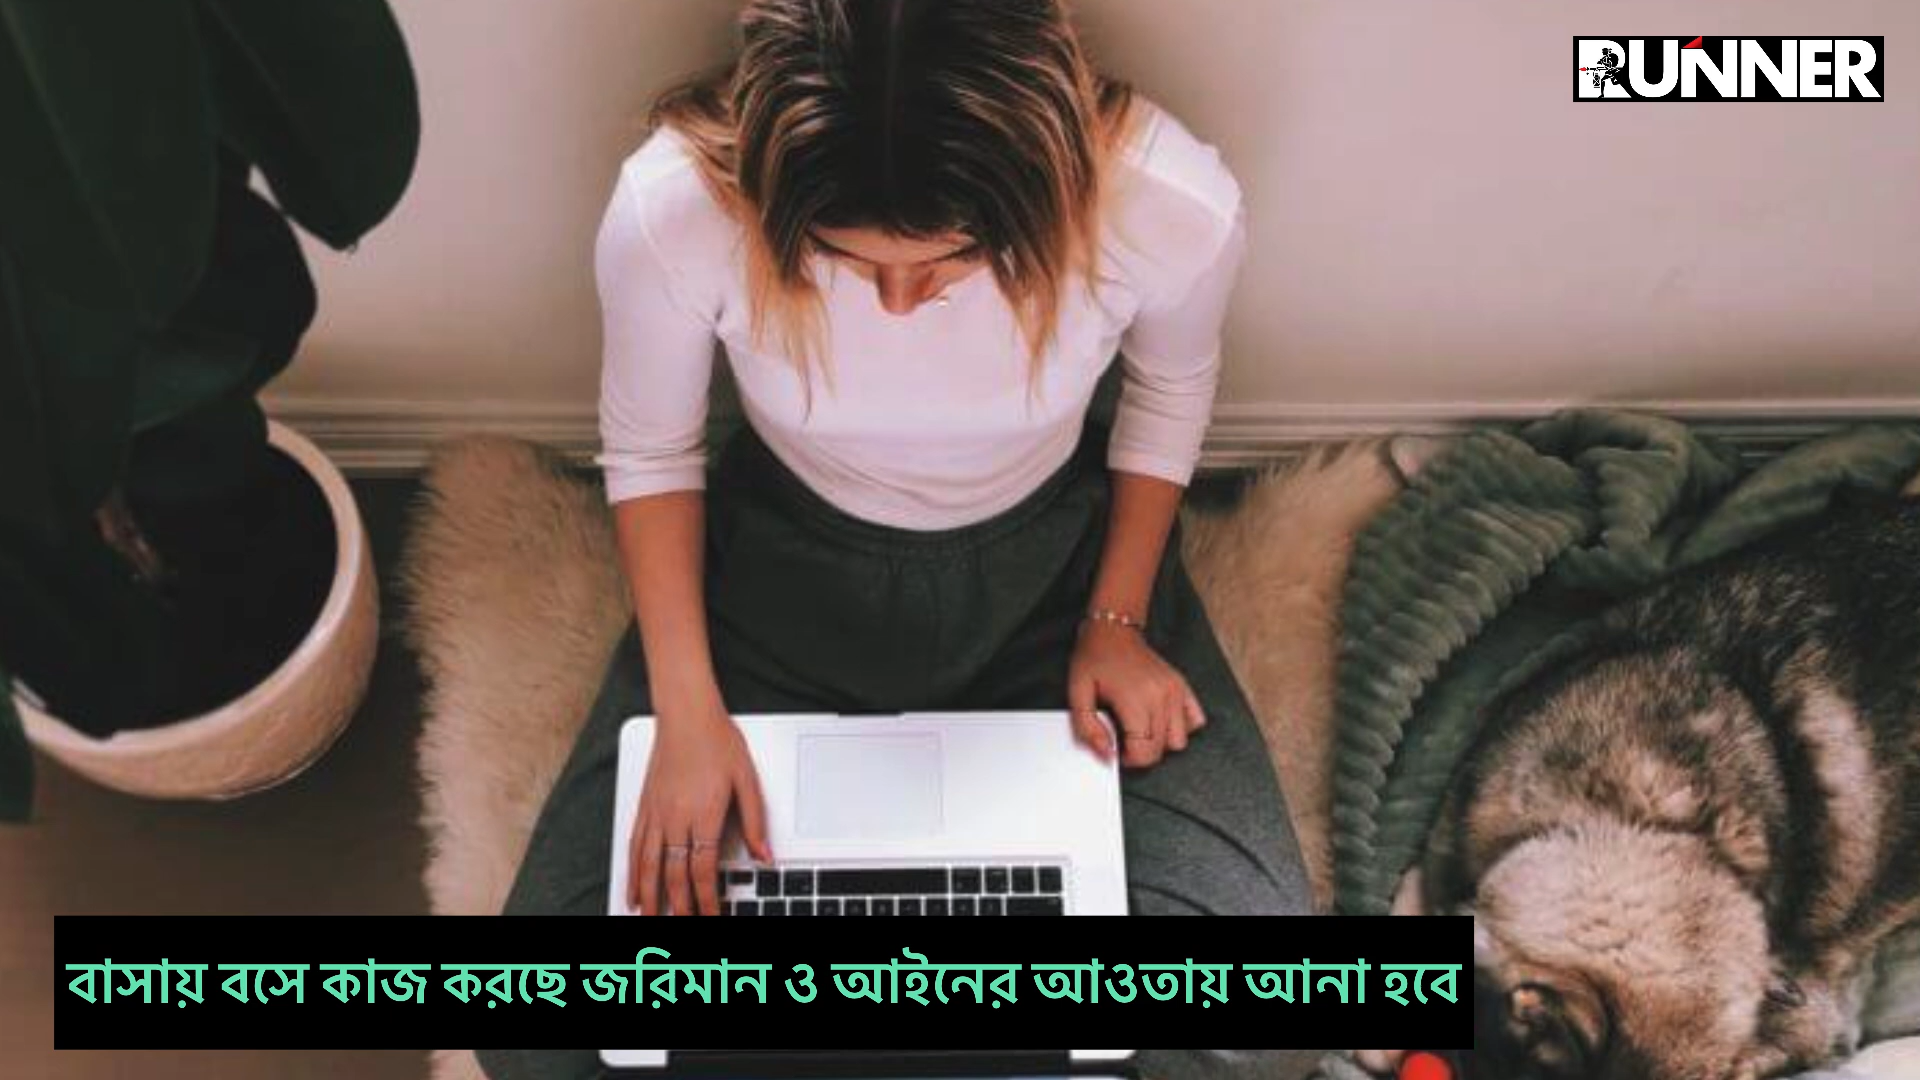 RUNNER
বাসায় বসে কাজ করছে জরিমান ও আইনের আওতায় আনা হবে